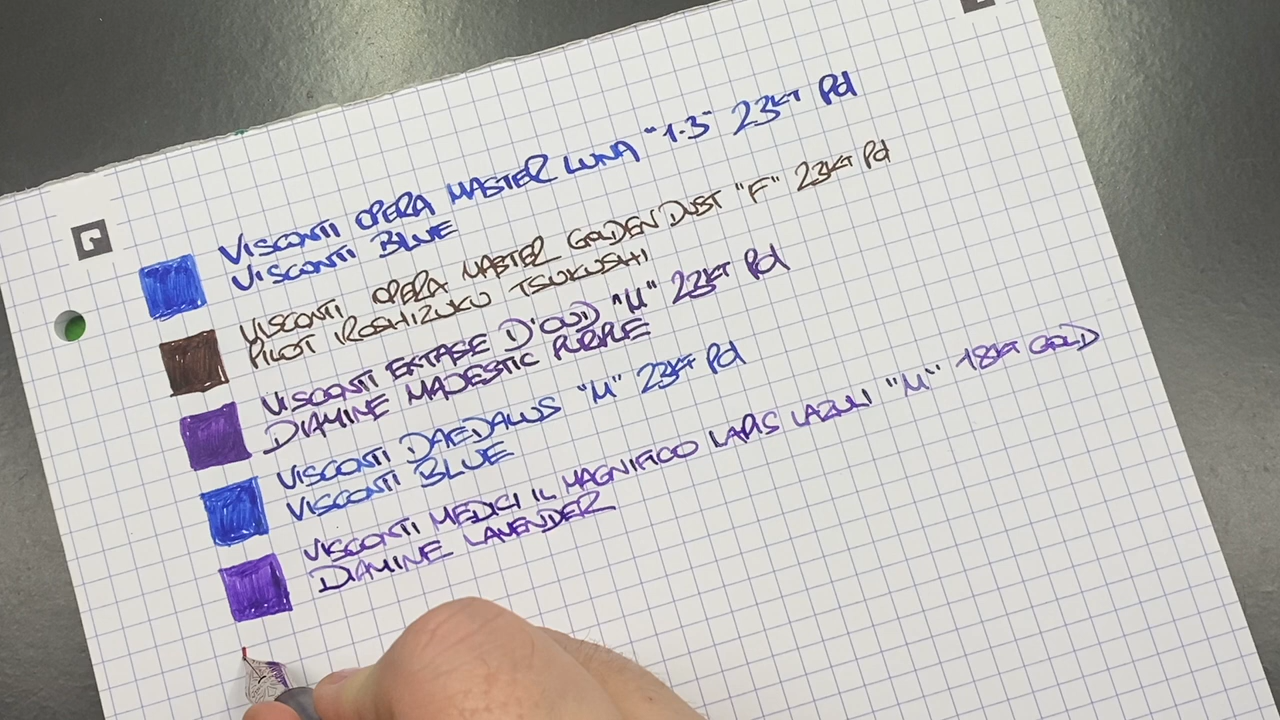 VISCONTI OPERA MASTER LUNA "1.3" 23KT Pd
VISCONTI BLUE
VISCONTI OPERA MASTER GOLDEN DUST "F" 23KT Pd
PILOT IROSHIZUKU TSUKUSHI
VISCONTI EXTASE D'OUD "M" 23KT Pd
DIAMINE MAJESTIC PURPLE
VISCONTI DAEDALUS "M" 23KT Pd
VISCONTI BLUE
VISCONTI MEDICI IL MAGNIFICO LAPIS LAZULI "M" 18KT GOLD
DIAMINE LAVENDER